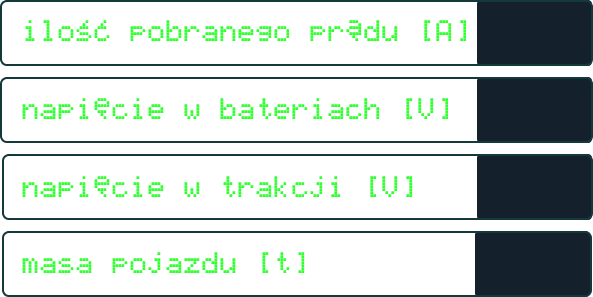 ilość pobranego prądu [A]
napięcie w bateriach [V]
napięcie w trakcji [V]
masa pojazdu [t]